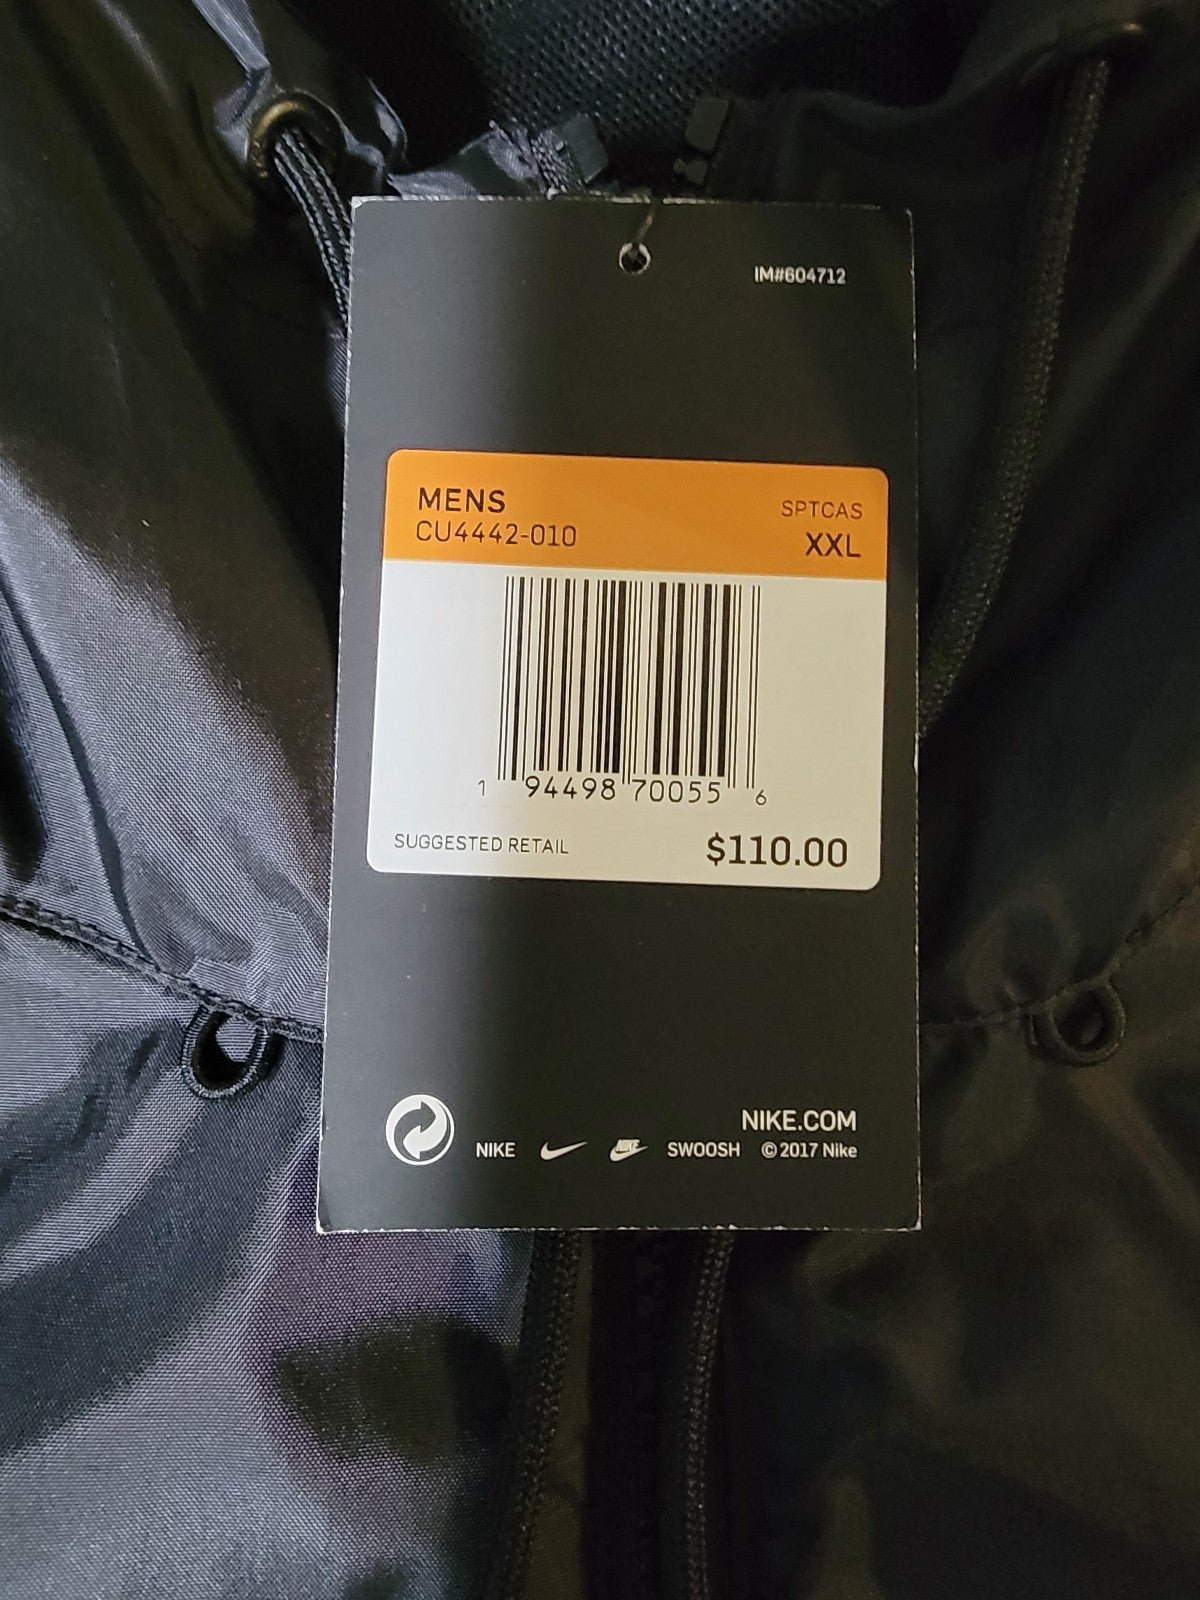 IM#604712
MENS SPTCAS
CU4442-010 XXL
1 94498 70055 6
SUGGESTED RETAIL $110.00
NIKE.COM
NIKE NIKE SWOOSH © 2017 Nike